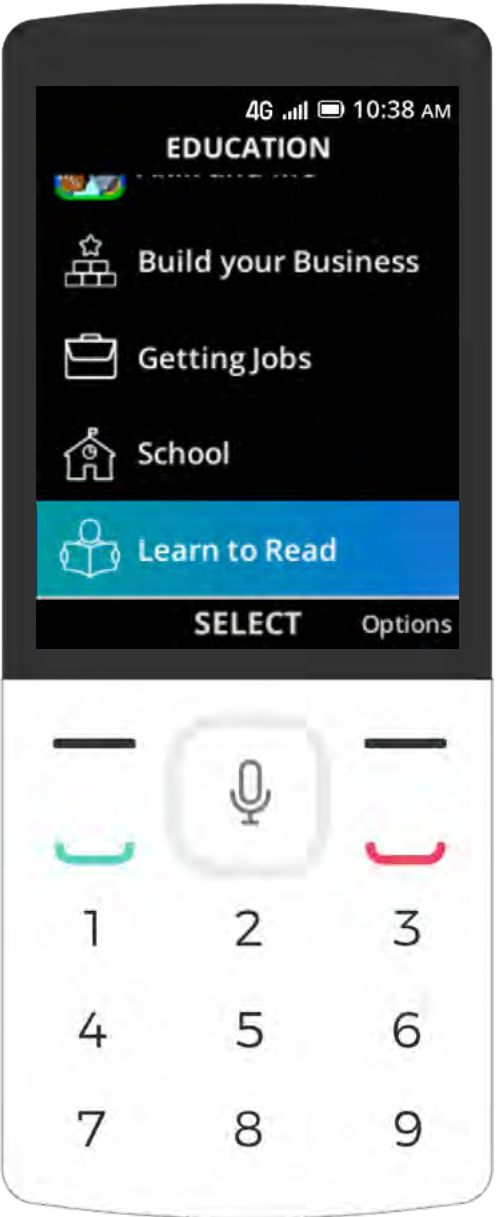 4G 10:38 AM
EDUCATION
Build your Business
Getting Jobs
School
Learn to Read
SELECT Options
1 2 3
4 5 6
7 8 9